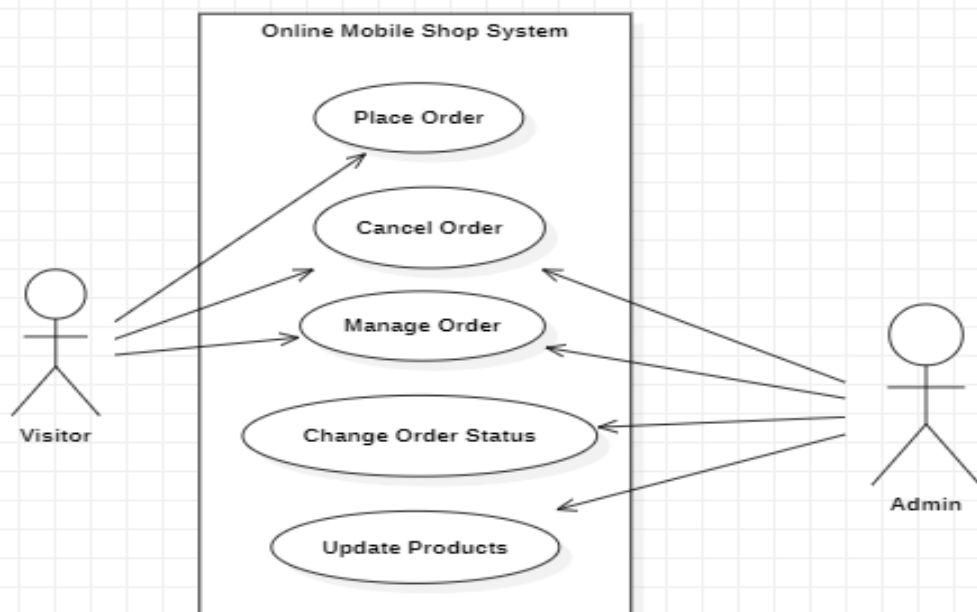 Online Mobile Shop System
Place Order
Cancel Order
Manage Order
Visitor
Change Order Status
Admin
Update Products